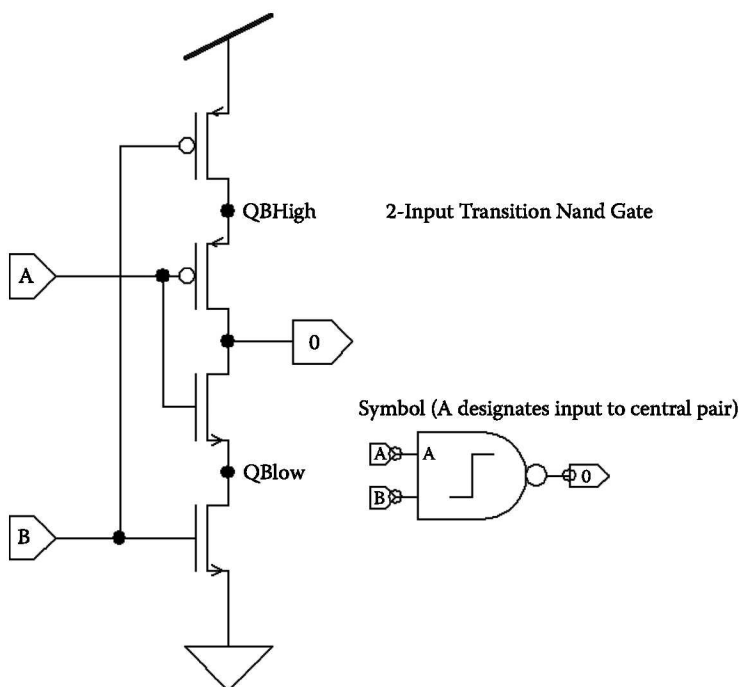 QBHigh
2-Input Transition Nand Gate
A
0
Symbol (A designates input to central pair)
A
A
B
0
QBlow
B